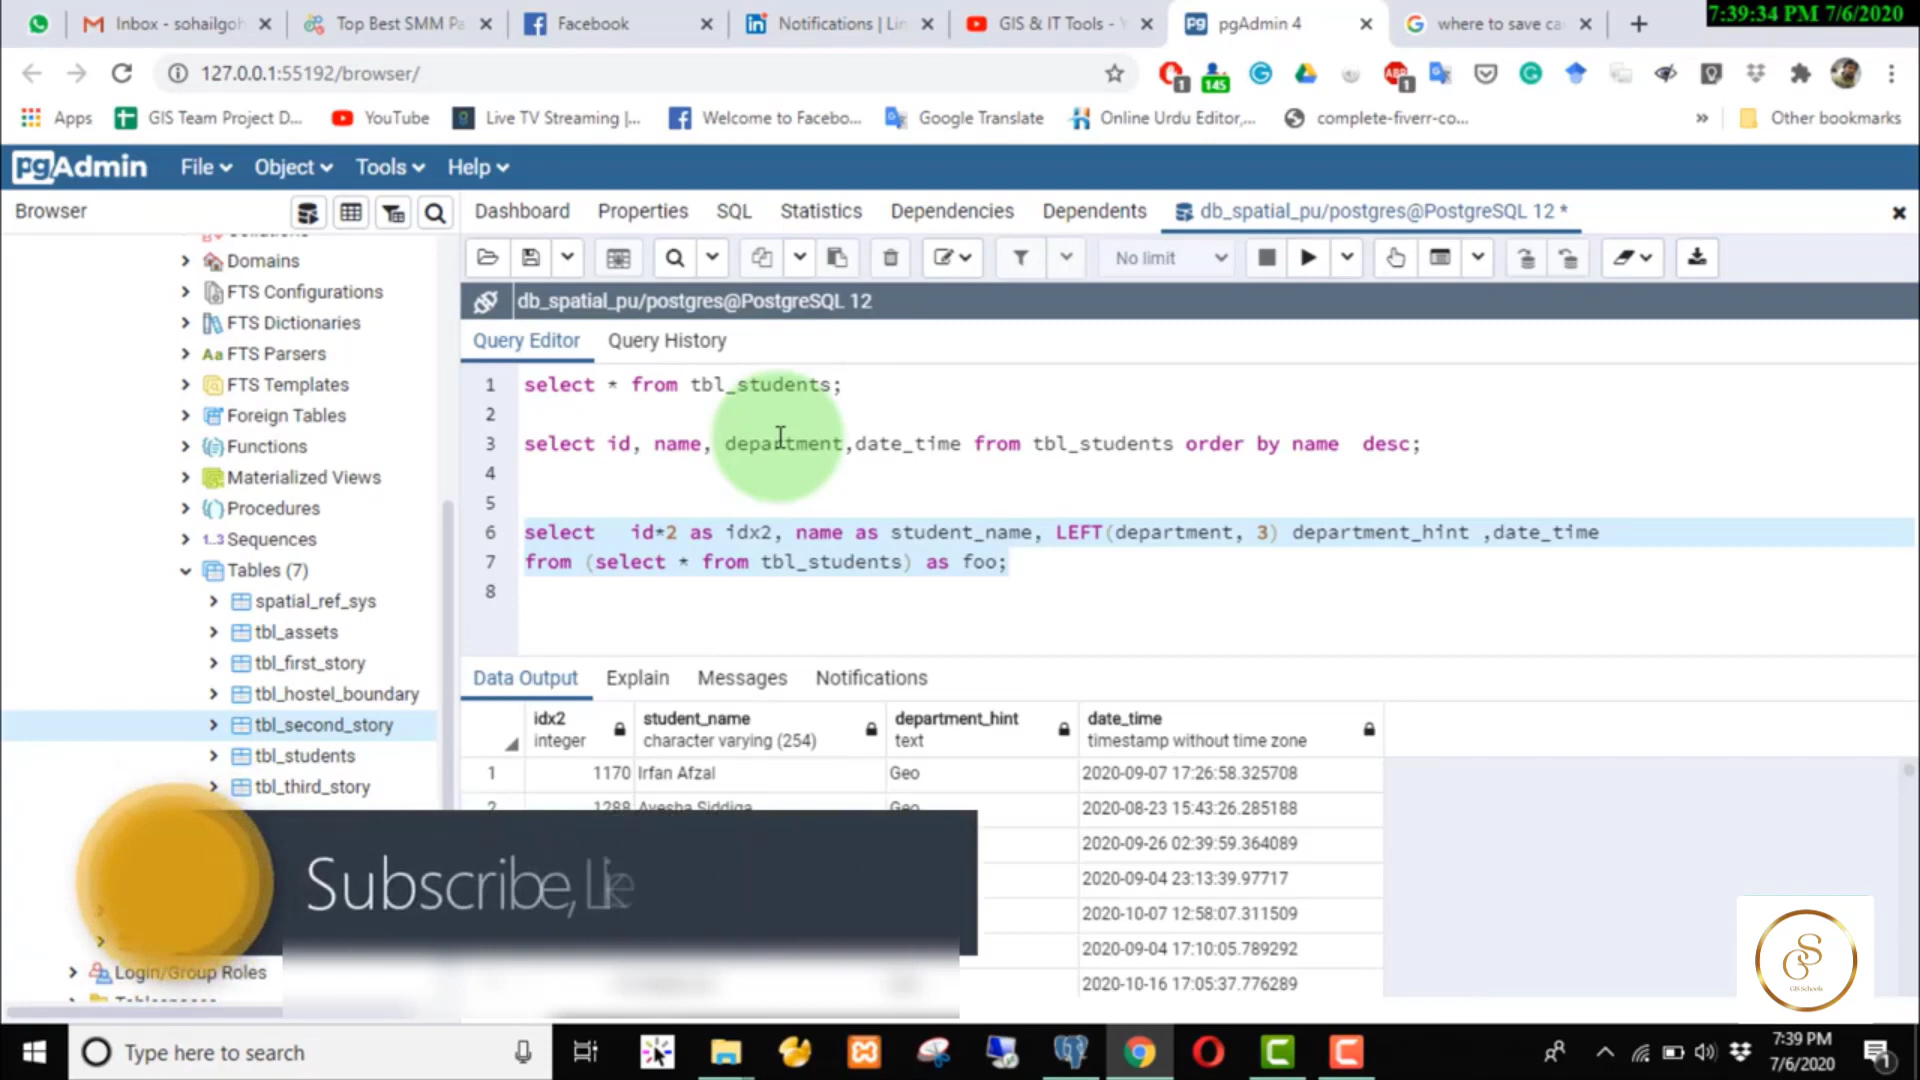 7:39:34 PM 7/6/2020
Inbox - sohailgoh
Top Best SMM Pa
Facebook
Notifications | Lin
GIS & IT Tools - Y
pgAdmin 4
where to save ca
127.0.0.1:55192/browser/
Apps
GIS Team Project D...
YouTube
Live TV Streaming |...
Welcome to Facebo...
Google Translate
Online Urdu Editor,...
complete-fiverr-co...
Other bookmarks
pgAdmin
File
Object
Tools
Help
Browser
Dashboard
Properties
SQL
Statistics
Dependencies
Dependents
db_spatial_pu/postgres@PostgreSQL 12 *
Domains
FTS Configurations
FTS Dictionaries
FTS Parsers
FTS Templates
Foreign Tables
Functions
Materialized Views
Procedures
Sequences
Tables (7)
spatial_ref_sys
tbl_assets
tbl_first_story
tbl_hostel_boundary
tbl_second_story
tbl_students
tbl_third_story
Login/Group Roles
No limit
db_spatial_pu/postgres@PostgreSQL 12
Query Editor
Query History
1 select * from tbl_students;
2
3 select id, name, department,date_time from tbl_students order by name desc;
4
5
6 select id*2 as idx2, name as student_name, LEFT(department, 3) department_hint ,date_time
7 from (select * from tbl_students) as foo;
8
Data Output
Explain
Messages
Notifications
idx2 student_name department_hint date_time
integer character varying (254) text timestamp without time zone
1 1170 Irfan Afzal Geo 2020-09-07 17:26:58.325708
2 1288 Ayesha Siddiqa Geo 2020-08-23 15:43:26.285188
2020-09-26 02:39:59.364089
2020-09-04 23:13:39.97717
2020-10-07 12:58:07.311509
2020-09-04 17:10:05.789292
2020-10-16 17:05:37.776289
Subscribe, Like
GIS Schools
Type here to search
7:39 PM
7/6/2020